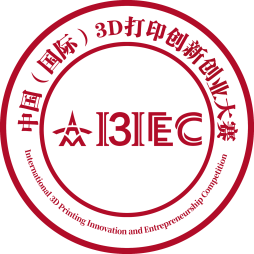 中国（国际）3D打印创新创业大赛
I3IEC
International 3D Printing Innovation and Entrepreneurship Competition